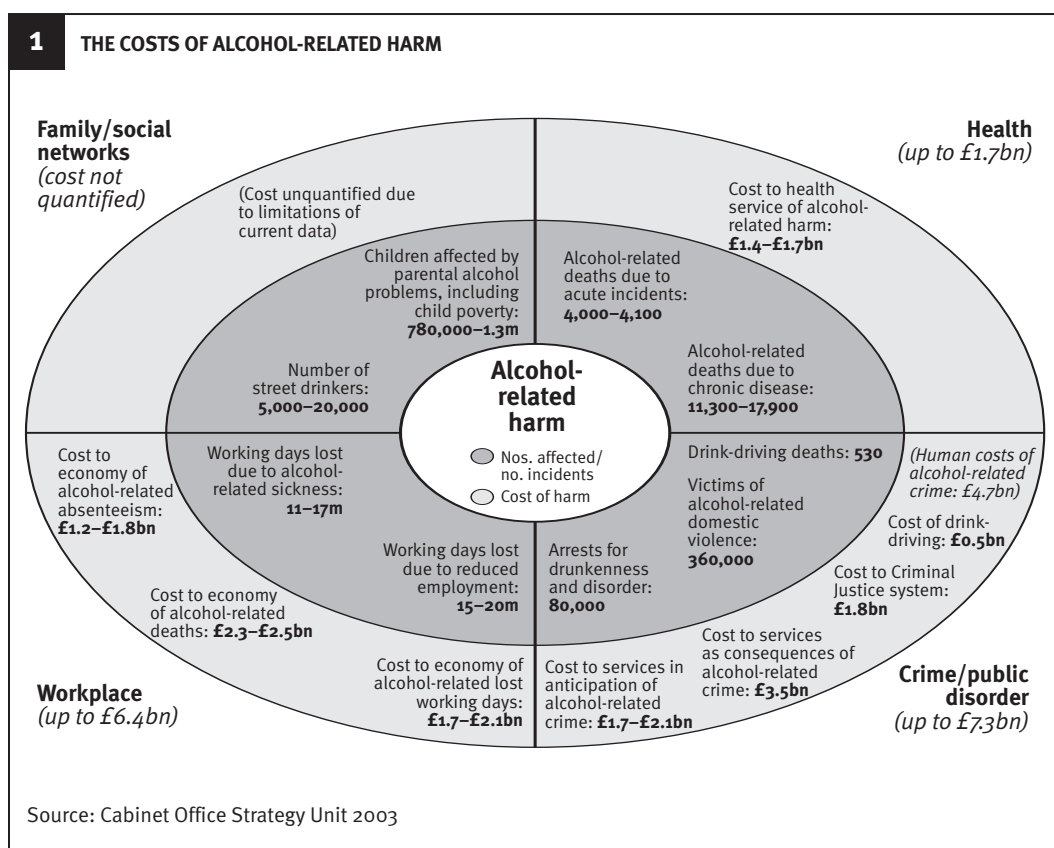 1 THE COSTS OF ALCOHOL-RELATED HARM
Family/social
networks
(cost not
quantified)
Health
(up to £1.7bn)
(Cost unquantified due
to limitations of
current data)
Cost to health
service of alcohol-
related harm:
£1.4–£1.7bn
Children affected by
parental alcohol
problems, including
child poverty:
780,000–1.3m
Alcohol-related
deaths due to
acute incidents:
4,000–4,100
Number of
street drinkers:
5,000–20,000
Alcohol-related
deaths due to
chronic disease:
11,300–17,900
Alcohol-
related
harm
Nos. affected/
no. incidents
Cost of harm
Cost to
economy of
alcohol-related
absenteeism:
£1.2–£1.8bn
Working days lost
due to alcohol-
related sickness:
11–17m
Drink-driving deaths: 530
Victims of
alcohol-related
domestic
violence:
360,000
(Human costs of
alcohol-related
crime: £4.7bn)
Cost of drink-
driving: £0.5bn
Working days lost
due to reduced
employment:
15–20m
Arrests for
drunkenness
and disorder:
80,000
Cost to Criminal
Justice system:
£1.8bn
Cost to economy
of alcohol-related
deaths: £2.3–£2.5bn
Cost to services
as consequences of
alcohol-related
crime: £3.5bn
Cost to economy of
alcohol-related lost
working days:
£1.7–£2.1bn
Cost to services in
anticipation of
alcohol-related
crime: £1.7–£2.1bn
Workplace
(up to £6.4bn)
Crime/public
disorder
(up to £7.3bn)
Source: Cabinet Office Strategy Unit 2003